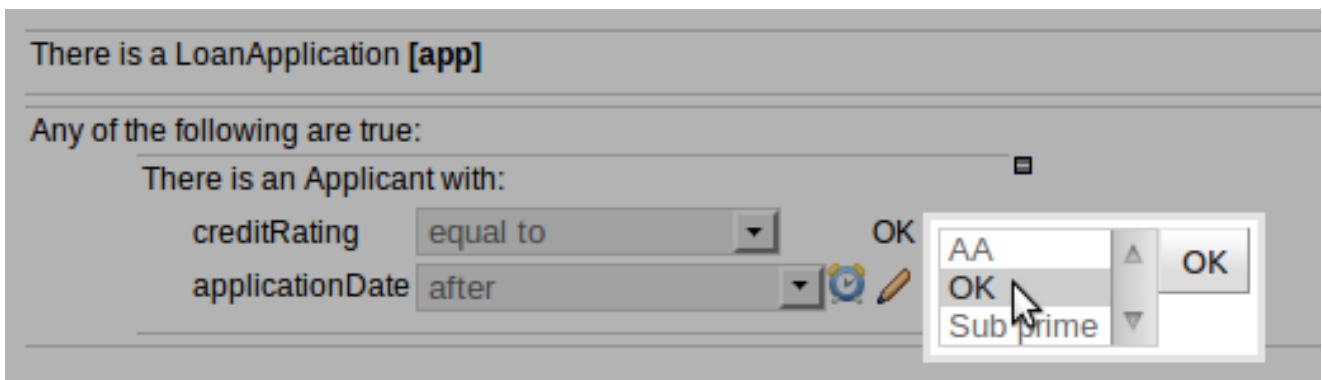 There is a LoanApplication [app]
Any of the following are true:
There is an Applicant with:
creditRating equal to OK
applicationDate after
AA
OK
Sub prime
OK